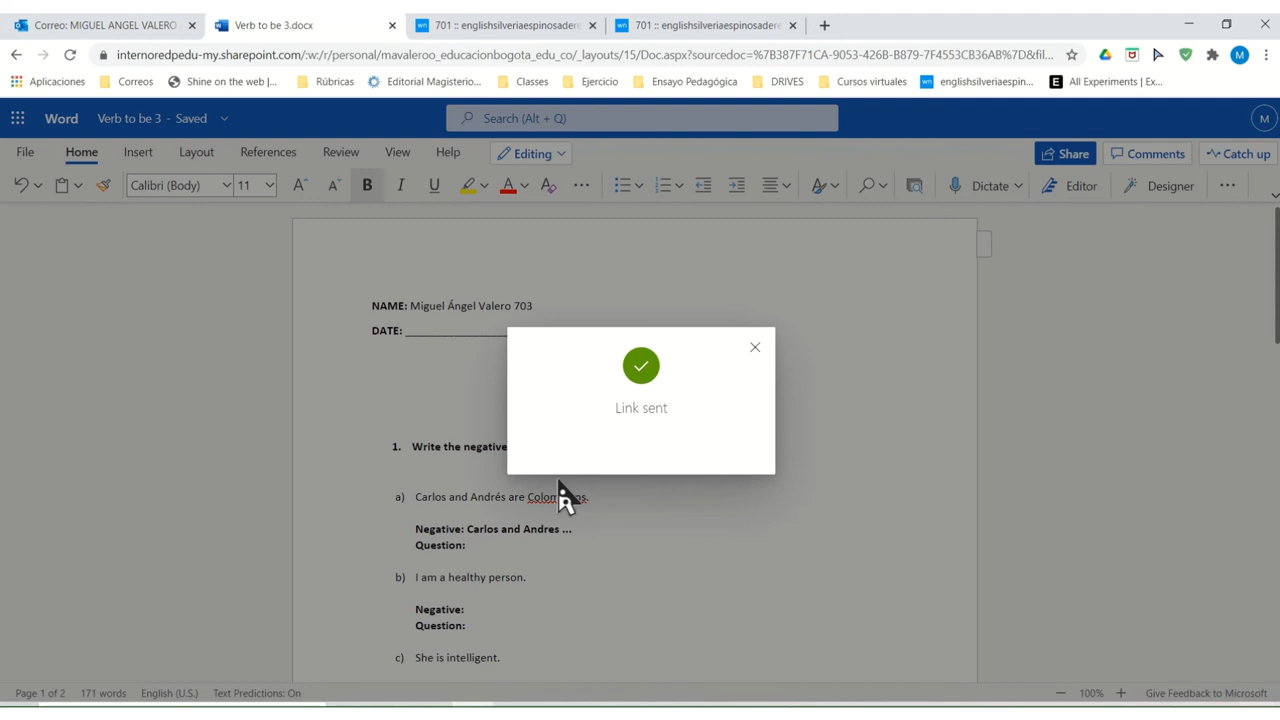 Correo: MIGUEL ANGEL VALERO
Verb to be 3.docx
701 :: englishsilveriaespinosadere
701 :: englishsilveriaespinosadere
internoredpedu-my.sharepoint.com/:w:/r/personal/mavaleroo_educacionbogota_edu_co/_layouts/15/Doc.aspx?sourcedoc=%7B387F71CA-9053-426B-B879-7F4553CB36AB%7D&fil...
Aplicaciones
Correos
Shine on the web |...
Rúbricas
Editorial Magisterio...
Classes
Ejercicio
Ensayo Pedagógica
DRIVES
Cursos virtuales
englishsilveriaespin...
All Experiments | Ex...
Word
Verb to be 3 - Saved
Search (Alt + Q)
M
File
Home
Insert
Layout
References
Review
View
Help
Editing
Share
Comments
Catch up
Calibri (Body)
11
Dictate
Editor
Designer
NAME: Miguel Ángel Valero 703
DATE:
Link sent
1. Write the negative
a) Carlos and Andrés are
Negative: Carlos and Andres ...
Question:
b) I am a healthy person.
Negative:
Question:
c) She is intelligent.
Page 1 of 2
171 words
English (U.S.)
Text Predictions: On
100%
Give Feedback to Microsoft